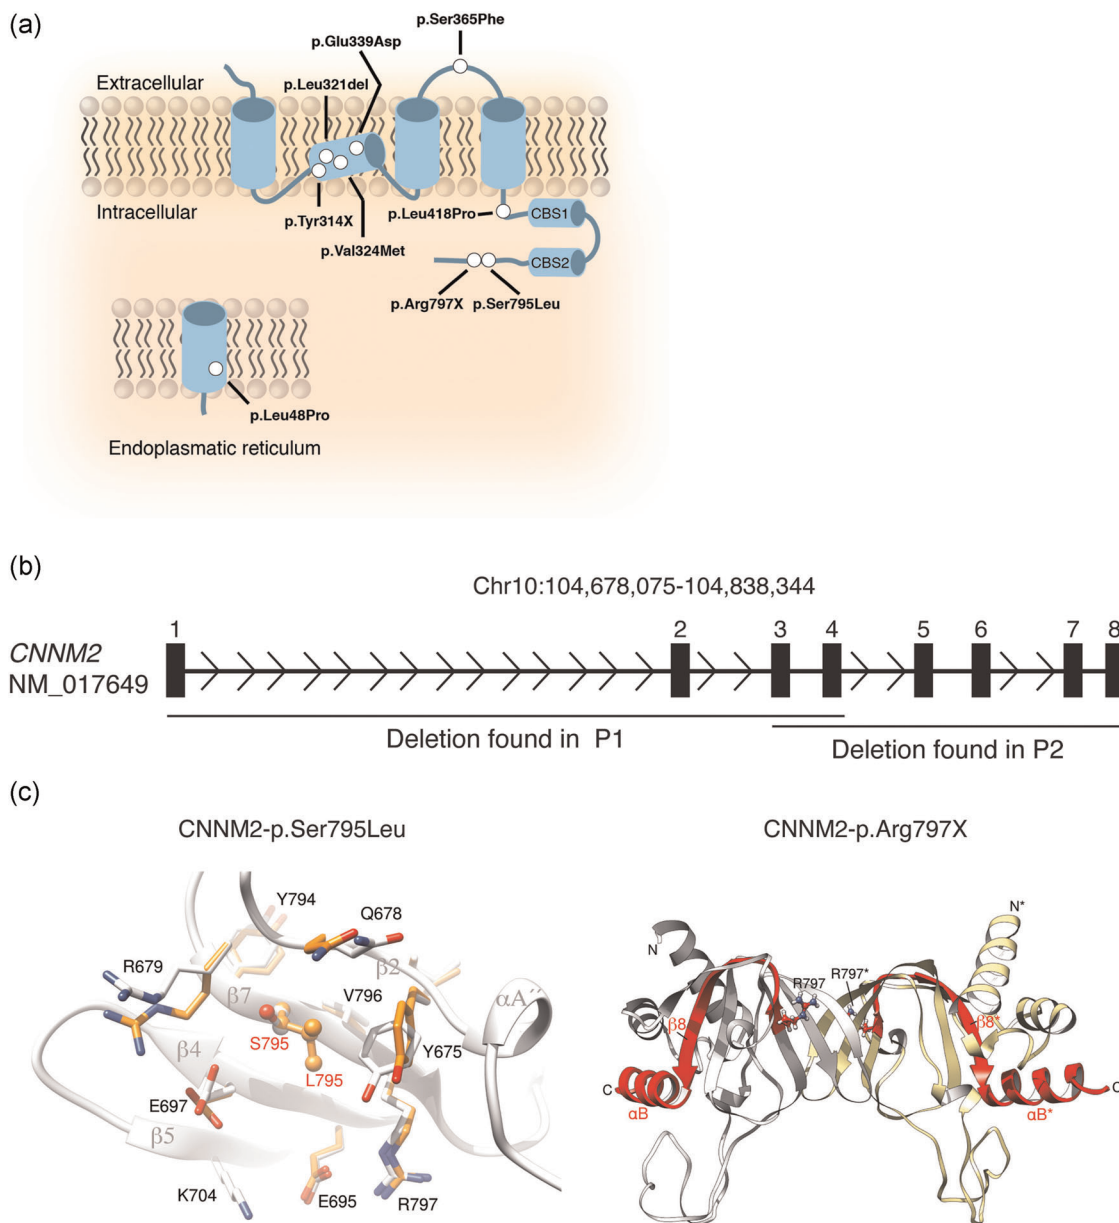 (a)
p.Ser365Phe
p.Glu339Asp
Extracellular
p.Leu321del
Intracellular
p.Tyr314X
p.Leu418Pro
CBS1
p.Val324Met
CBS2
p.Arg797X
p.Ser795Leu
p.Leu48Pro
Endoplasmatic reticulum
(b)
Chr10:104,678,075-104,838,344
1 2 3 4 5 6 7 8
CNNM2
NM_017649
Deletion found in P1
Deletion found in P2
(c)
CNNM2-p.Ser795Leu
CNNM2-p.Arg797X
Y794
Q678
R679
β2
β7
V796
αA´´
S795
β4
L795
Y675
E697
β5
K704
E695
R797
N
N*
R797
R797*
β8
β8
β8*
C
αB
αB*
C